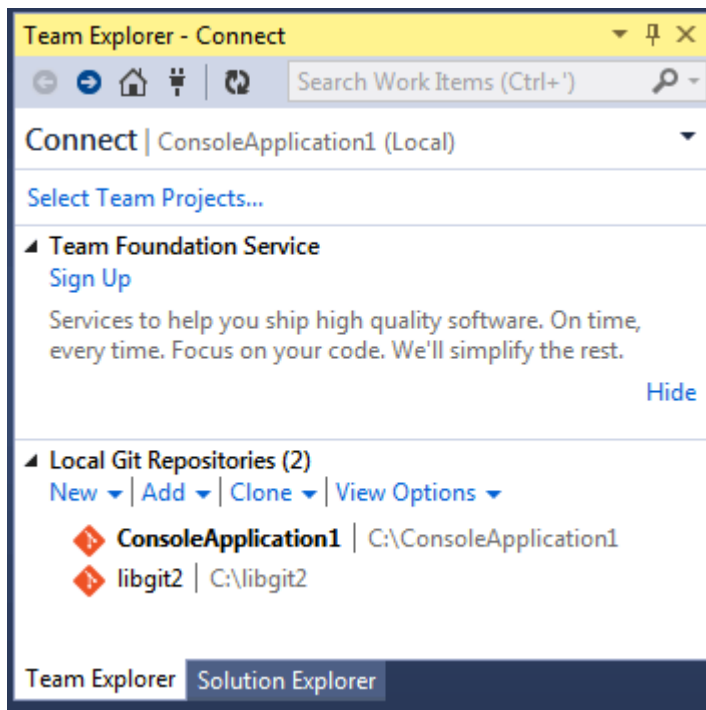 Team Explorer - Connect
Search Work Items (Ctrl+')
Connect | ConsoleApplication1 (Local)
Select Team Projects...
Team Foundation Service
Sign Up
Services to help you ship high quality software. On time,
every time. Focus on your code. We'll simplify the rest.
Hide
Local Git Repositories (2)
New | Add | Clone | View Options
ConsoleApplication1 | C:\ConsoleApplication1
libgit2 | C:\libgit2
Team Explorer Solution Explorer